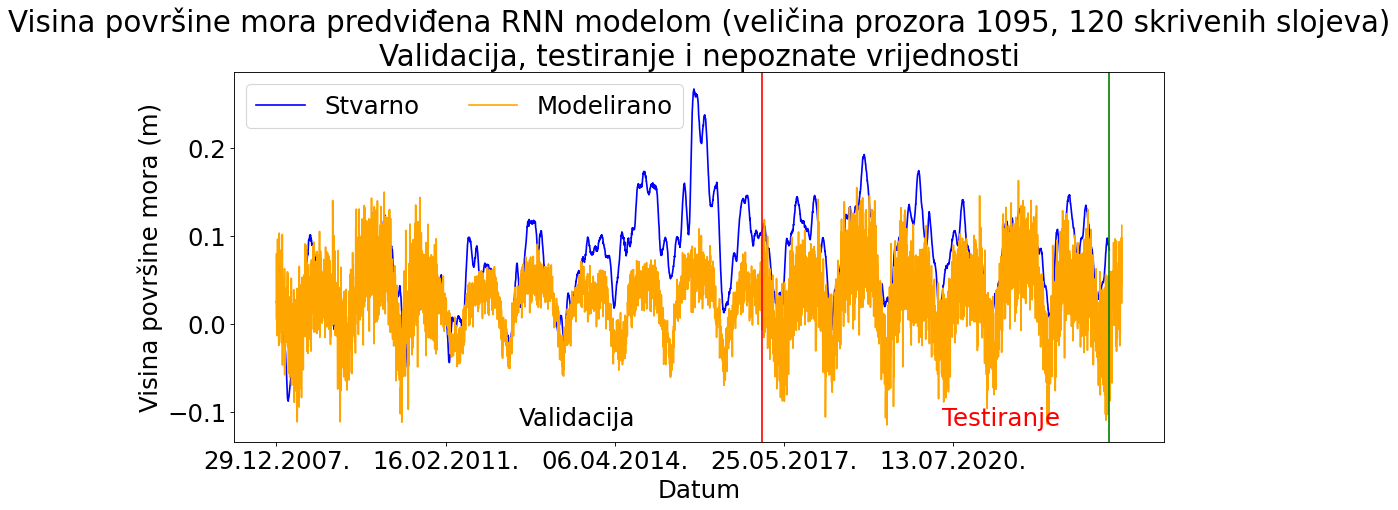 Visina površine mora predviđena RNN modelom (veličina prozora 1095, 120 skrivenih slojeva)
Validacija, testiranje i nepoznate vrijednosti
Stvarno
Modelirano
Visina površine mora (m)
0.2
0.1
0.0
−0.1
Validacija
Testiranje
29.12.2007.
16.02.2011.
06.04.2014.
25.05.2017.
13.07.2020.
Datum